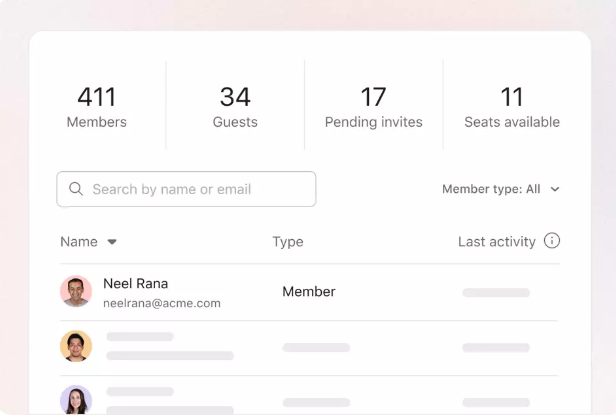 411 34 17 11
Members Guests Pending invites Seats available
Search by name or email Member type: All
Name Type Last activity
Neel Rana
neelrana@acme.com
Member